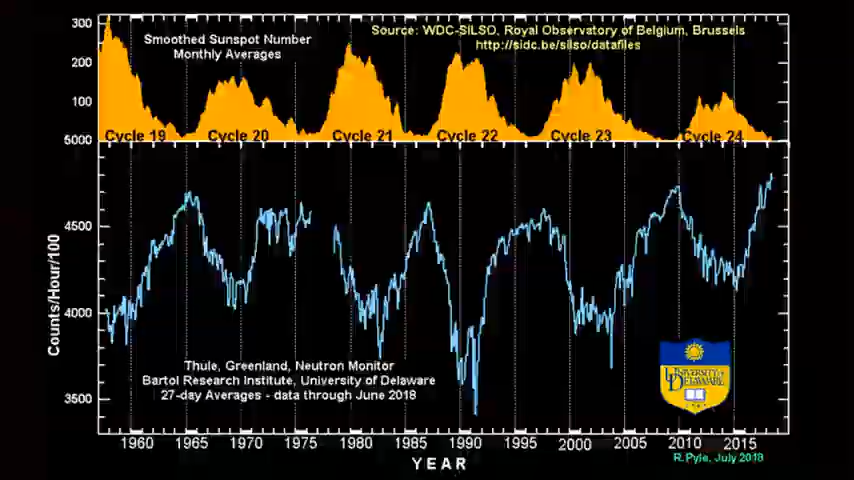 300
Smoothed Sunspot Number
Monthly Averages
Source: WDC-SILSO, Royal Observatory of Belgium, Brussels
http://sidc.be/silso/datafiles
200
100
5000
Cycle 19 Cycle 20 Cycle 21 Cycle 22 Cycle 23 Cycle 24
4500
4000
3500
Counts/Hour/100
Thule, Greenland, Neutron Monitor
Bartol Research Institute, University of Delaware
27-day Averages - data through June 2018
UNIVERSITY OF
DELAWARE
1960 1965 1970 1975 1980 1985 1990 1995 2000 2005 2010 2015
YEAR
R. Pyle, July 2018